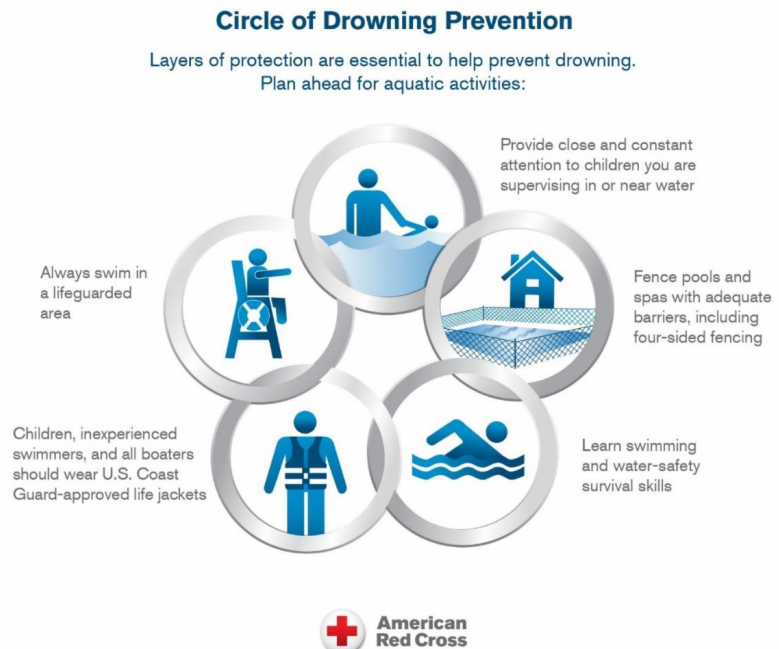 Circle of Drowning Prevention
Layers of protection are essential to help prevent drowning.
Plan ahead for aquatic activities:
Provide close and constant
attention to children you are
supervising in or near water
Fence pools and
spas with adequate
barriers, including
four-sided fencing
Learn swimming
and water-safety
survival skills
Children, inexperienced
swimmers, and all boaters
should wear U.S. Coast
Guard-approved life jackets
Always swim in
a lifeguarded
area
American
Red Cross